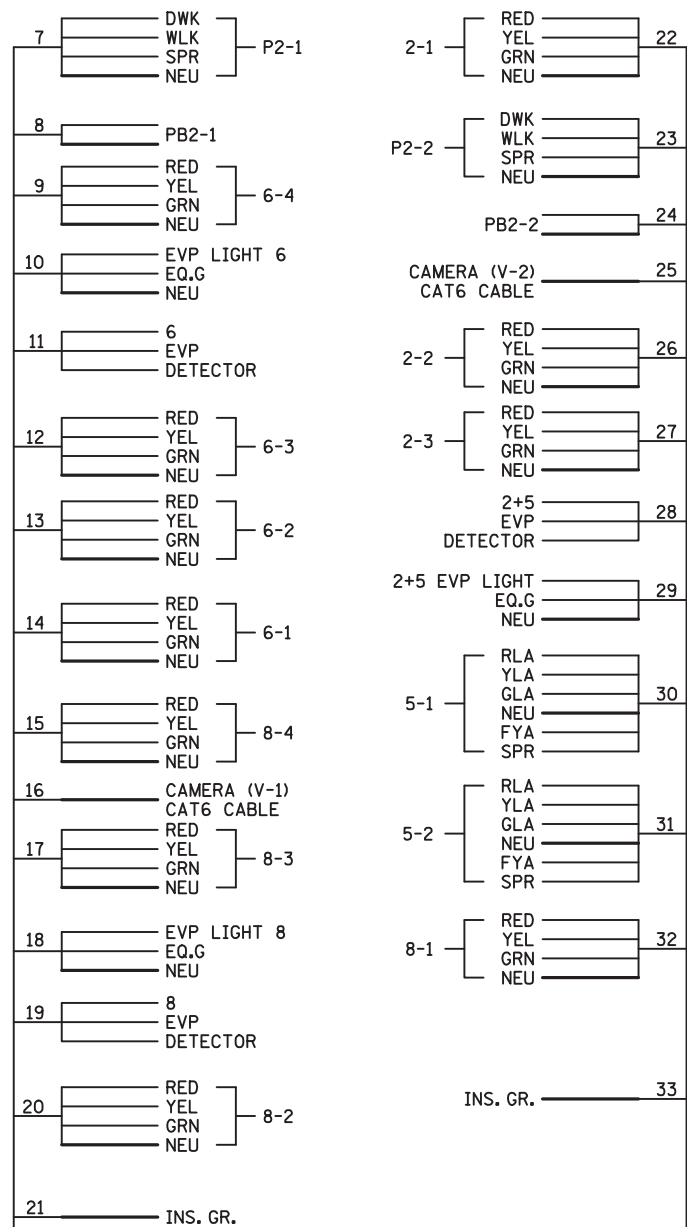 7
DWK
WLK
SPR
NEU
P2-1
8
PB2-1
9
RED
YEL
GRN
NEU
6-4
10
EVP LIGHT 6
EQ.G
NEU
11
6
EVP
DETECTOR
12
RED
YEL
GRN
NEU
6-3
13
RED
YEL
GRN
NEU
6-2
14
RED
YEL
GRN
NEU
6-1
15
RED
YEL
GRN
NEU
8-4
16
CAMERA (V-1)
CAT6 CABLE
17
RED
YEL
GRN
NEU
8-3
18
EVP LIGHT 8
EQ.G
NEU
19
8
EVP
DETECTOR
20
RED
YEL
GRN
NEU
8-2
21
INS. GR.
2-1
RED
YEL
GRN
NEU
22
P2-2
DWK
WLK
SPR
NEU
23
PB2-2
24
CAMERA (V-2)
CAT6 CABLE
25
2-2
RED
YEL
GRN
NEU
26
2-3
RED
YEL
GRN
NEU
27
2+5
EVP
DETECTOR
28
2+5 EVP LIGHT
EQ.G
NEU
29
5-1
RLA
YLA
GLA
NEU
FYA
SPR
30
5-2
RLA
YLA
GLA
NEU
FYA
SPR
31
8-1
RED
YEL
GRN
NEU
32
INS. GR.
33